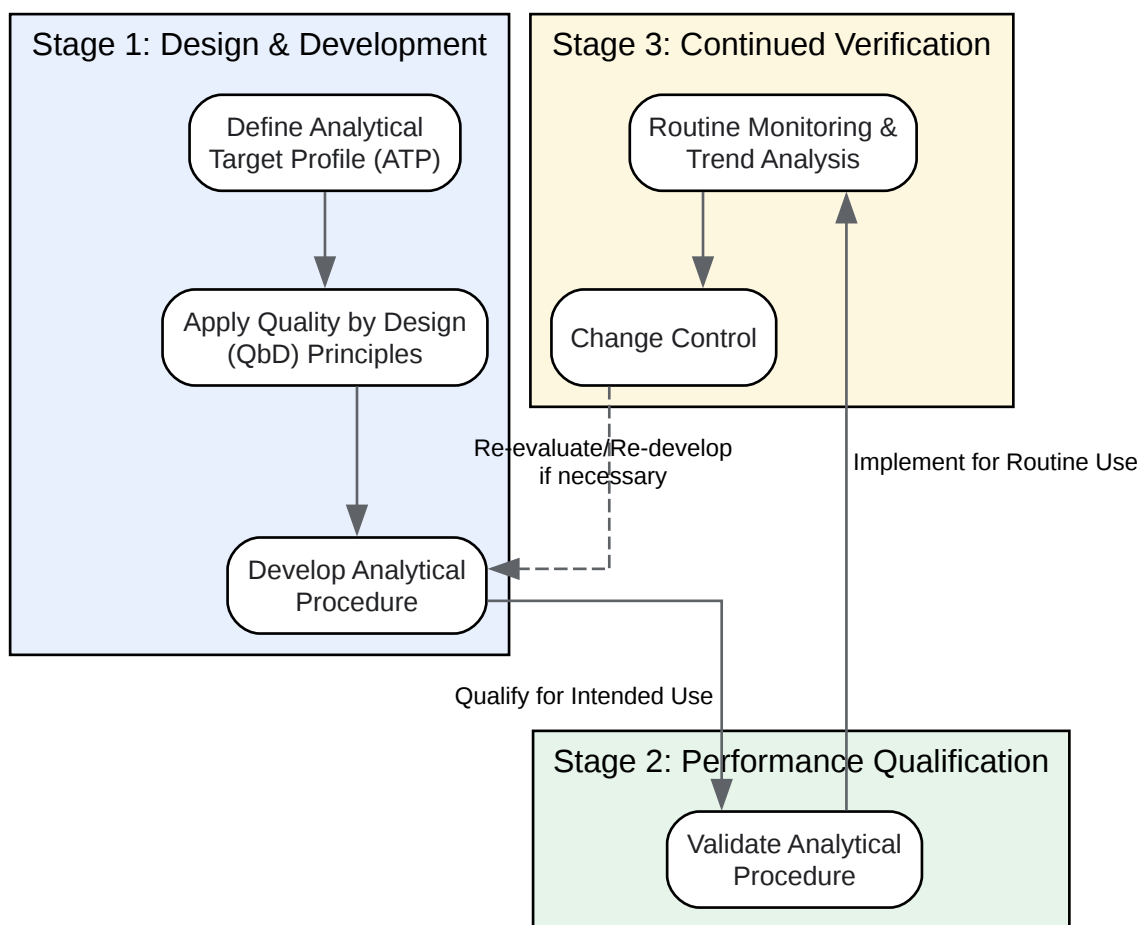 Stage 1: Design & Development
Define Analytical
Target Profile (ATP)
Apply Quality by Design
(QbD) Principles
Develop Analytical
Procedure
Stage 3: Continued Verification
Routine Monitoring &
Trend Analysis
Change Control
Re-evaluate/Re-develop
if necessary
Implement for Routine Use
Qualify for Intended Use
Stage 2: Performance Qualification
Validate Analytical
Procedure